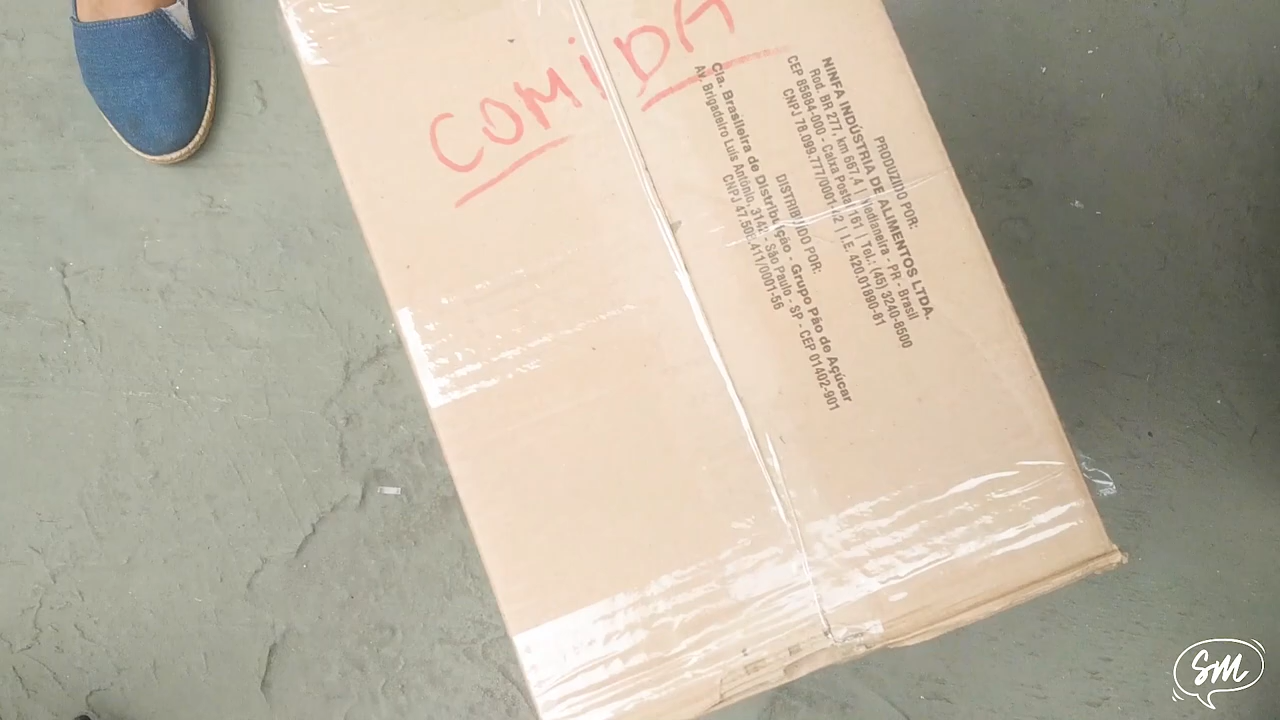 COMiDA
PRODUZIDO POR:
NINFA INDÚSTRIA DE ALIMENTOS LTDA.
Rod. BR 277, km 667,4 | Medianeira - PR - Brasil
CEP 85884-000 - Caixa Postal 161 | Tel.: (45) 3240-8500
CNPJ 78.099.777/0001- 2 | I.E. 420.01890-81
DISTRIBUÍDO POR:
Cia. Brasileira de Distribuição - Grupo Pão de Açúcar
Av. Brigadeiro Luis Antônio, 3142 - São Paulo - SP - CEP 01402-901
CNPJ 47.508.411/0001-56
SM